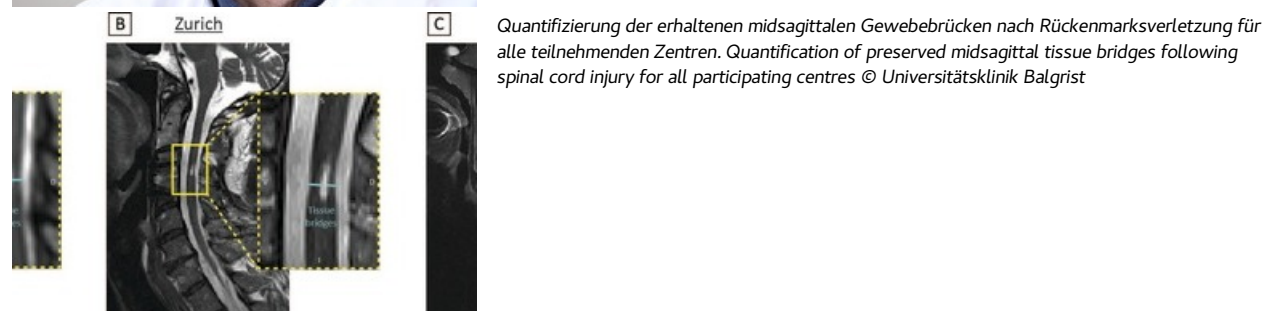 B Zurich C
Quantifizierung der erhaltenen midsagittalen Gewebebrücken nach Rückenmarksverletzung für
alle teilnehmenden Zentren. Quantification of preserved midsagittal tissue bridges following
spinal cord injury for all participating centres © Universitätsklinik Balgrist
Tissue
bridges